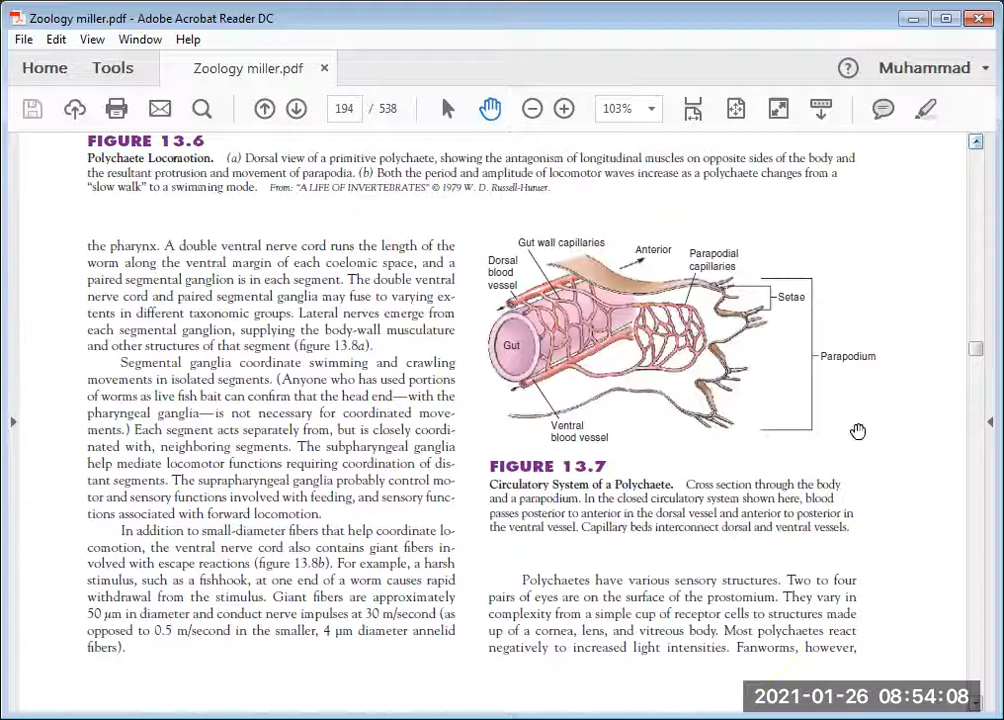 Zoology miller.pdf - Adobe Acrobat Reader DC
File Edit View Window Help
Home Tools Zoology miller.pdf × ? Muhammad
194 / 538 103%
FIGURE 13.6
Polychaete Locomotion. (a) Dorsal view of a primitive polychaete, showing the antagonism of longitudinal muscles on opposite sides of the body and
the resultant protrusion and movement of parapodia. (b) Both the period and amplitude of locomotor waves increase as a polychaete changes from a
“slow walk” to a swimming mode. From: “A LIFE OF INVERTEBRATES” © 1979 W. D. Russell-Hunter.
the pharynx. A double ventral nerve cord runs the length of the
worm along the ventral margin of each coelomic space, and a
paired segmental ganglion is in each segment. The double ventral
nerve cord and paired segmental ganglia may fuse to varying ex-
tents in different taxonomic groups. Lateral nerves emerge from
each segmental ganglion, supplying the body-wall musculature
and other structures of that segment (figure 13.8a).
Segmental ganglia coordinate swimming and crawling
movements in isolated segments. (Anyone who has used portions
of worms as live fish bait can confirm that the head end—with the
pharyngeal ganglia—is not necessary for coordinated move-
ments.) Each segment acts separately from, but is closely coordi-
nated with, neighboring segments. The subpharyngeal ganglia
help mediate locomotor functions requiring coordination of dis-
tant segments. The suprapharyngeal ganglia probably control mo-
tor and sensory functions involved with feeding, and sensory func-
tions associated with forward locomotion.
In addition to small-diameter fibers that help coordinate lo-
comotion, the ventral nerve cord also contains giant fibers in-
volved with escape reactions (figure 13.8b). For example, a harsh
stimulus, such as a fishhook, at one end of a worm causes rapid
withdrawal from the stimulus. Giant fibers are approximately
50 μm in diameter and conduct nerve impulses at 30 m/second (as
opposed to 0.5 m/second in the smaller, 4 μm diameter annelid
fibers).
Gut wall capillaries
Anterior
Parapodial
capillaries
Dorsal
blood
vessel
Setae
Gut
Parapodium
Ventral
blood vessel
FIGURE 13.7
Circulatory System of a Polychaete. Cross section through the body
and a parapodium. In the closed circulatory system shown here, blood
passes posterior to anterior in the dorsal vessel and anterior to posterior in
the ventral vessel. Capillary beds interconnect dorsal and ventral vessels.
Polychaetes have various sensory structures. Two to four
pairs of eyes are on the surface of the prostomium. They vary in
complexity from a simple cup of receptor cells to structures made
up of a cornea, lens, and vitreous body. Most polychaetes react
negatively to increased light intensities. Fanworms, however,
2021-01-26 08:54:08